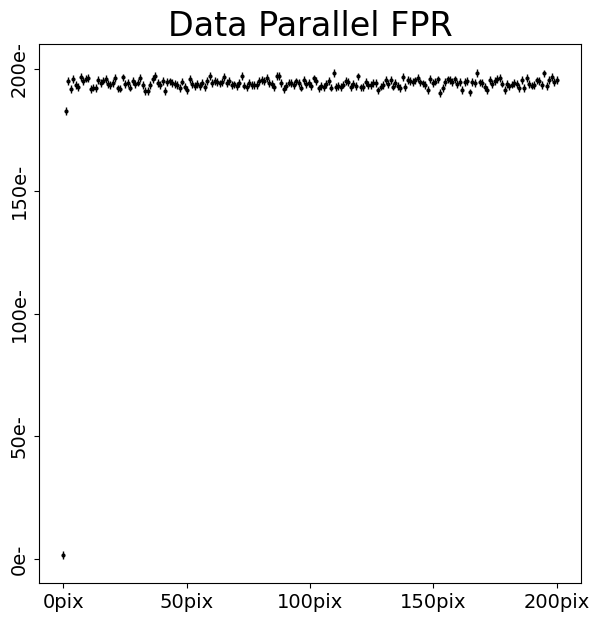 Data Parallel FPR
200e-
150e-
100e-
50e-
0e-
0pix
50pix
100pix
150pix
200pix